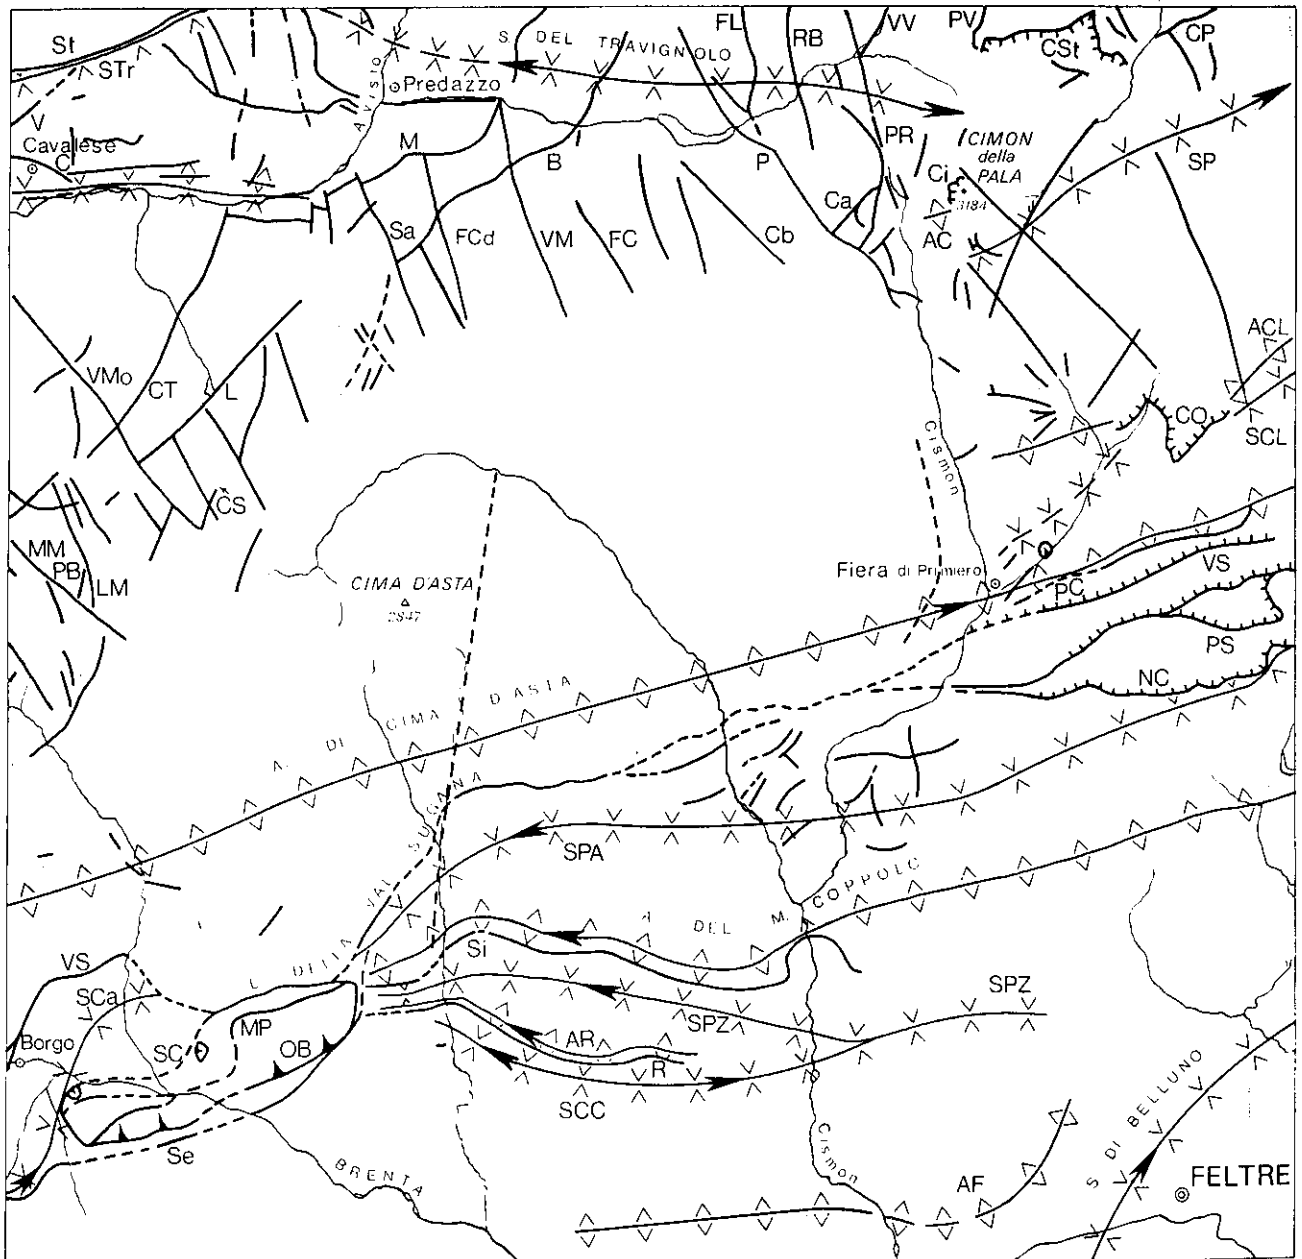 St
STr
S. DEL TRAVIGNOLO
FL
RB
VV
PV
CSt
CP
AVISIO
Predazzo
Cavalese
C
M
B
P
PR
CIMON
della
PALA
Ci
3184
SP
Ca
AC
Sa
FCd
VM
FC
Cb
ACL
VMo
CT
L
CO
SCL
Cismon
CS
MM
PB
LM
CIMA D'ASTA
2847
Fiera di Primiero
PC
VS
PS
NC
A. DI CIMA D'ASTA
L. DELLA VAL SUGANA
SPA
A. DEL M. COPPOLO
Si
VS
SCa
SPZ
SPZ
MP
SC
OB
Borgo
AR
R
SCC
Se
BRENTA
Cismon
AF
S. DI BELLUNO
FELTRE